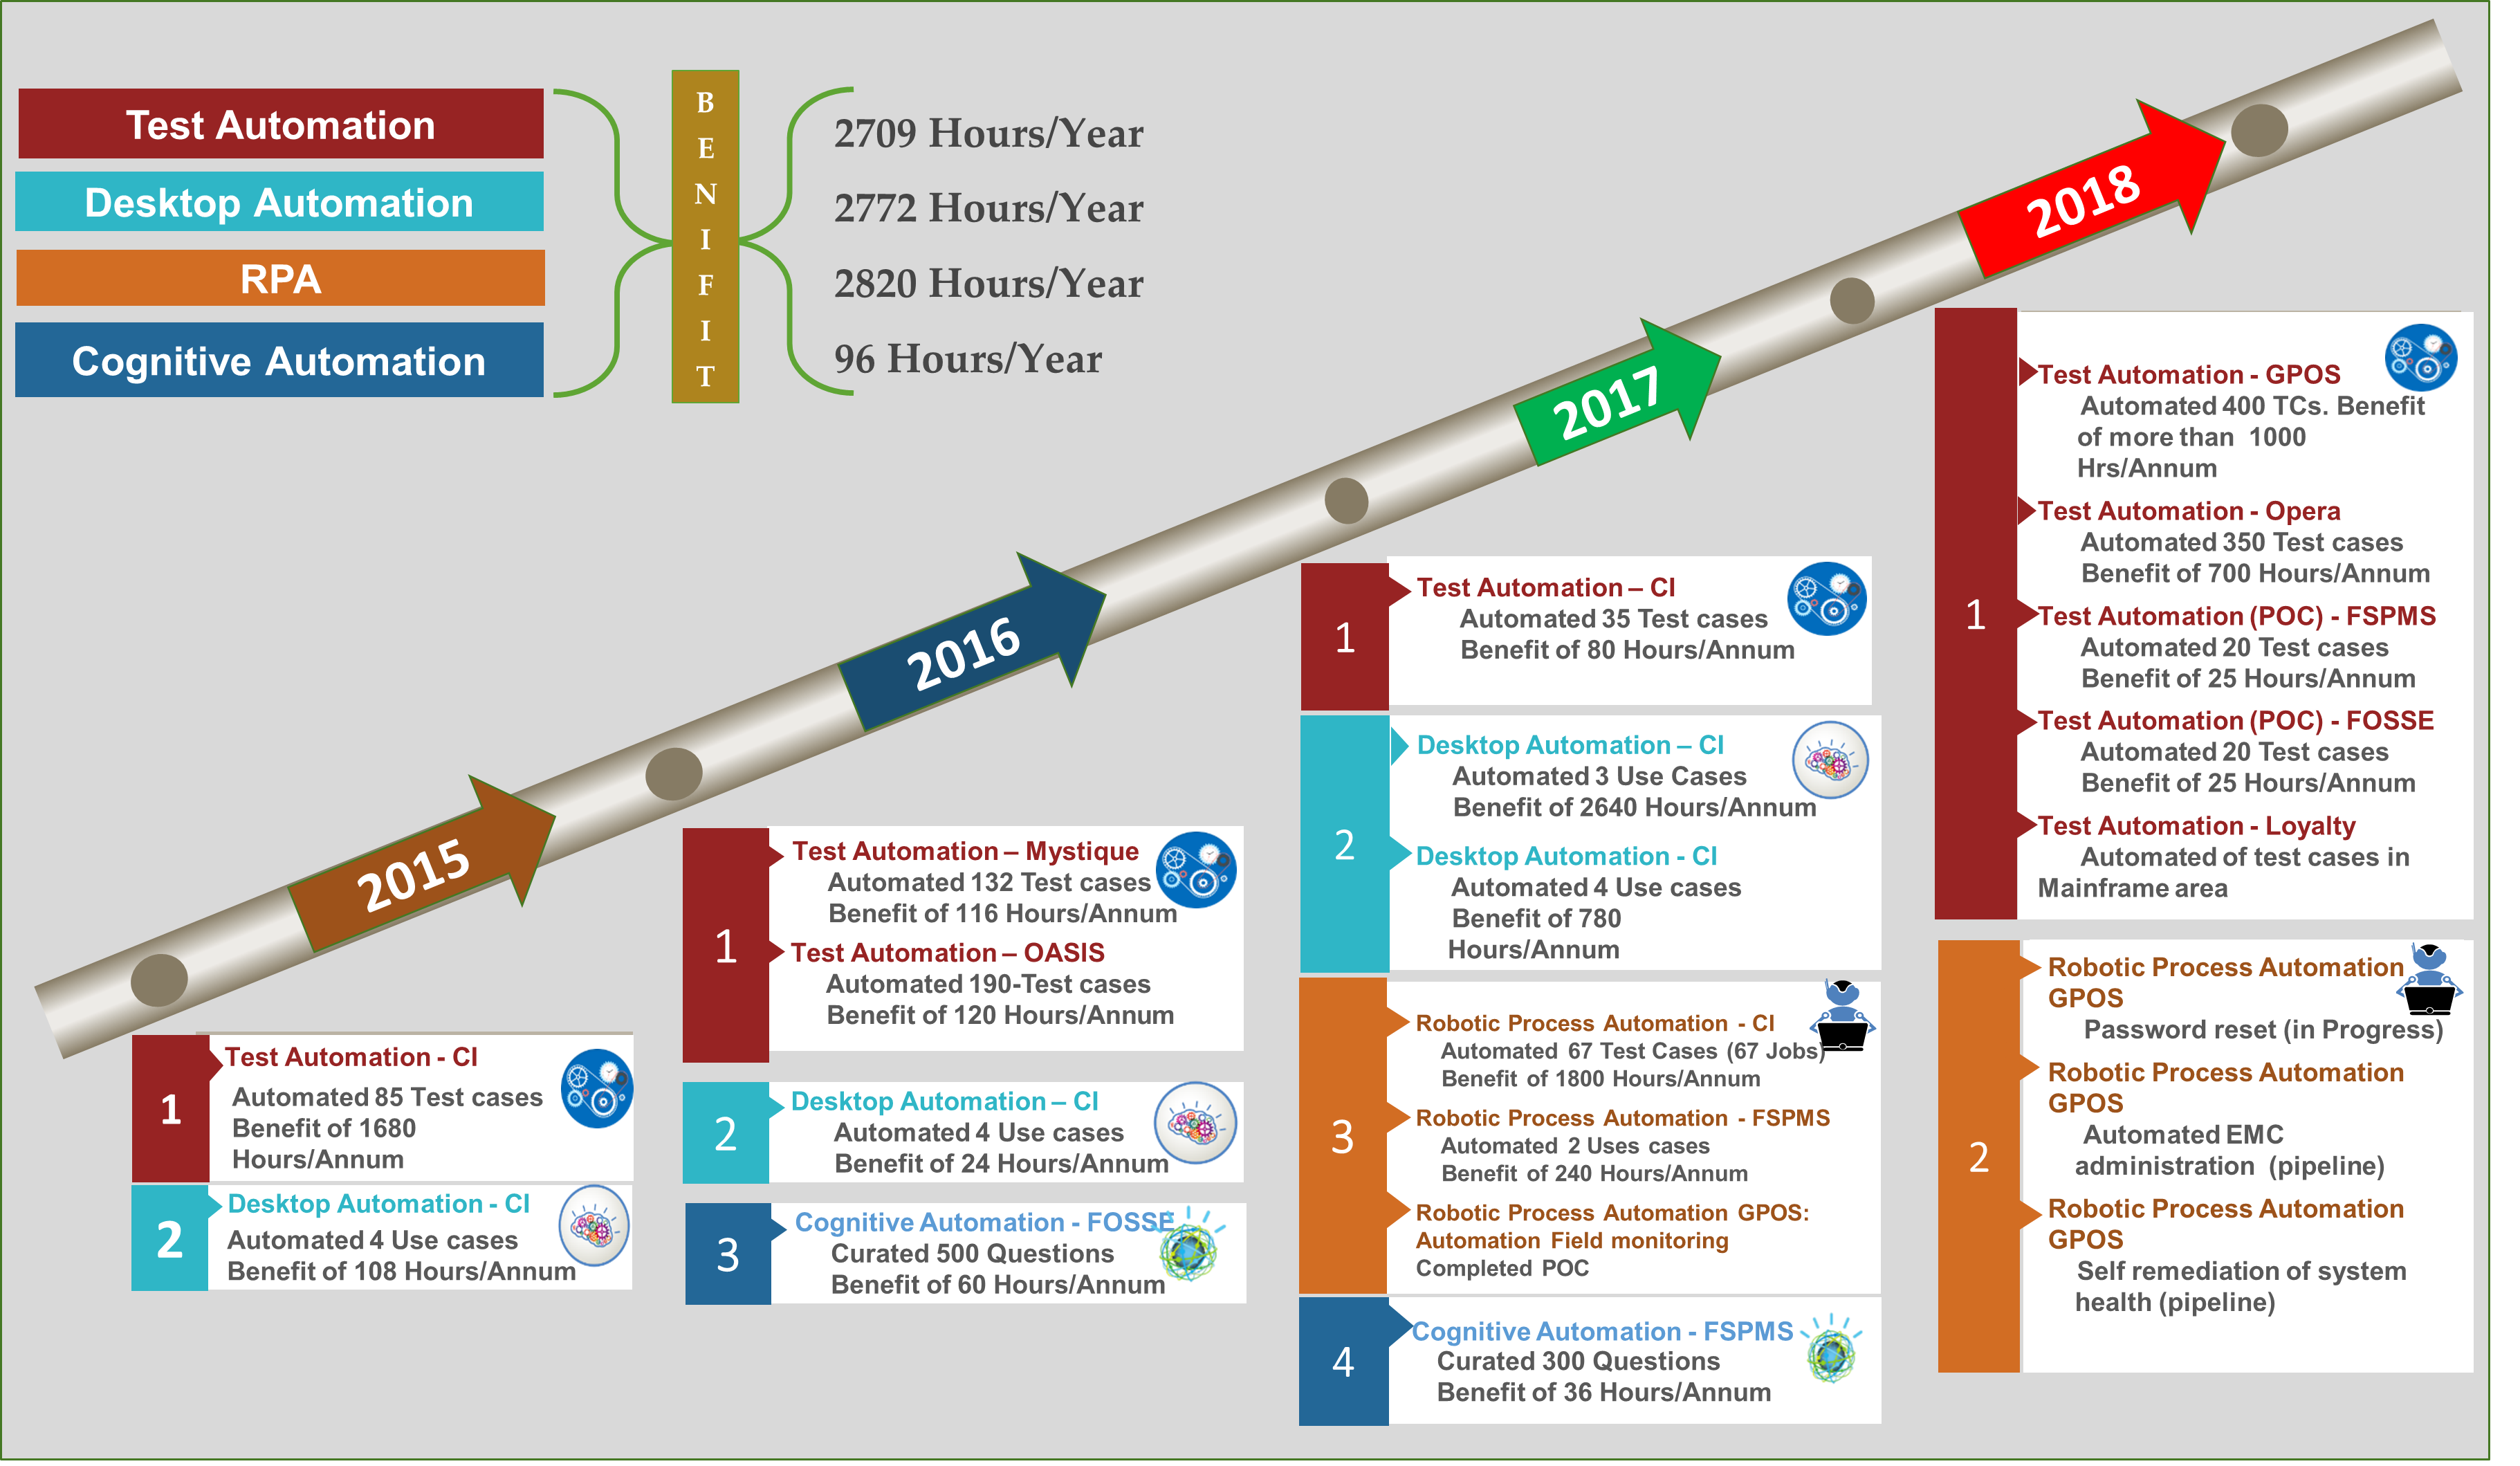 Test Automation
Desktop Automation
RPA
Cognitive Automation
B
E
N
I
F
I
T
2709 Hours/Year
2772 Hours/Year
2820 Hours/Year
96 Hours/Year
2015
2016
2017
2018
1
Test Automation - CI
Automated 85 Test cases
Benefit of 1680
Hours/Annum
2
Desktop Automation - CI
Automated 4 Use cases
Benefit of 108 Hours/Annum
1
Test Automation – Mystique
Automated 132 Test cases
Benefit of 116 Hours/Annum
Test Automation – OASIS
Automated 190-Test cases
Benefit of 120 Hours/Annum
2
Desktop Automation – CI
Automated 4 Use cases
Benefit of 24 Hours/Annum
3
Cognitive Automation - FOSSE
Curated 500 Questions
Benefit of 60 Hours/Annum
1
Test Automation – CI
Automated 35 Test cases
Benefit of 80 Hours/Annum
2
Desktop Automation – CI
Automated 3 Use Cases
Benefit of 2640 Hours/Annum
Desktop Automation - CI
Automated 4 Use cases
Benefit of 780
Hours/Annum
3
Robotic Process Automation - CI
Automated 67 Test Cases (67 Jobs)
Benefit of 1800 Hours/Annum
Robotic Process Automation - FSPMS
Automated 2 Uses cases
Benefit of 240 Hours/Annum
Robotic Process Automation GPOS:
Automation Field monitoring
Completed POC
4
Cognitive Automation - FSPMS
Curated 300 Questions
Benefit of 36 Hours/Annum
1
Test Automation - GPOS
Automated 400 TCs. Benefit
of more than 1000
Hrs/Annum
Test Automation - Opera
Automated 350 Test cases
Benefit of 700 Hours/Annum
Test Automation (POC) - FSPMS
Automated 20 Test cases
Benefit of 25 Hours/Annum
Test Automation (POC) - FOSSE
Automated 20 Test cases
Benefit of 25 Hours/Annum
Test Automation - Loyalty
Automated of test cases in
Mainframe area
2
Robotic Process Automation
GPOS
Password reset (in Progress)
Robotic Process Automation
GPOS
Automated EMC
administration (pipeline)
Robotic Process Automation
GPOS
Self remediation of system
health (pipeline)